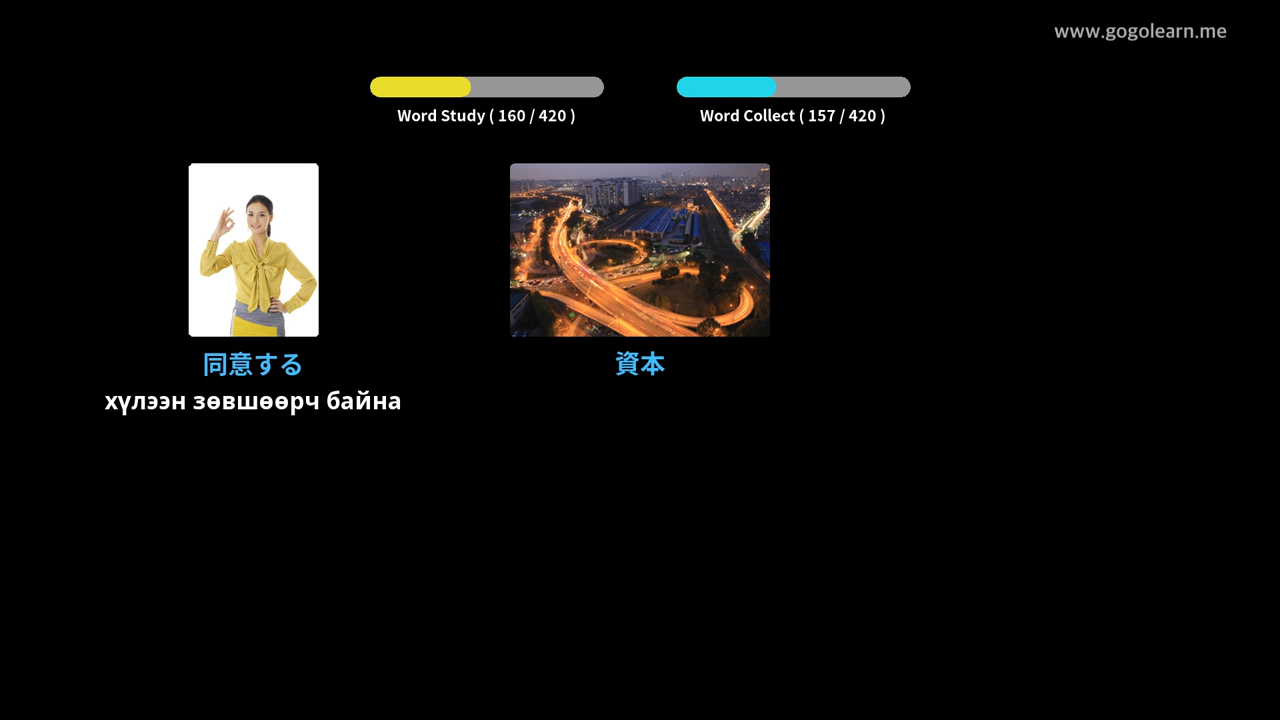 www.gogolearn.me
Word Study ( 160 / 420 )
Word Collect ( 157 / 420 )
同意する
資本
хүлээн зөвшөөрч байна